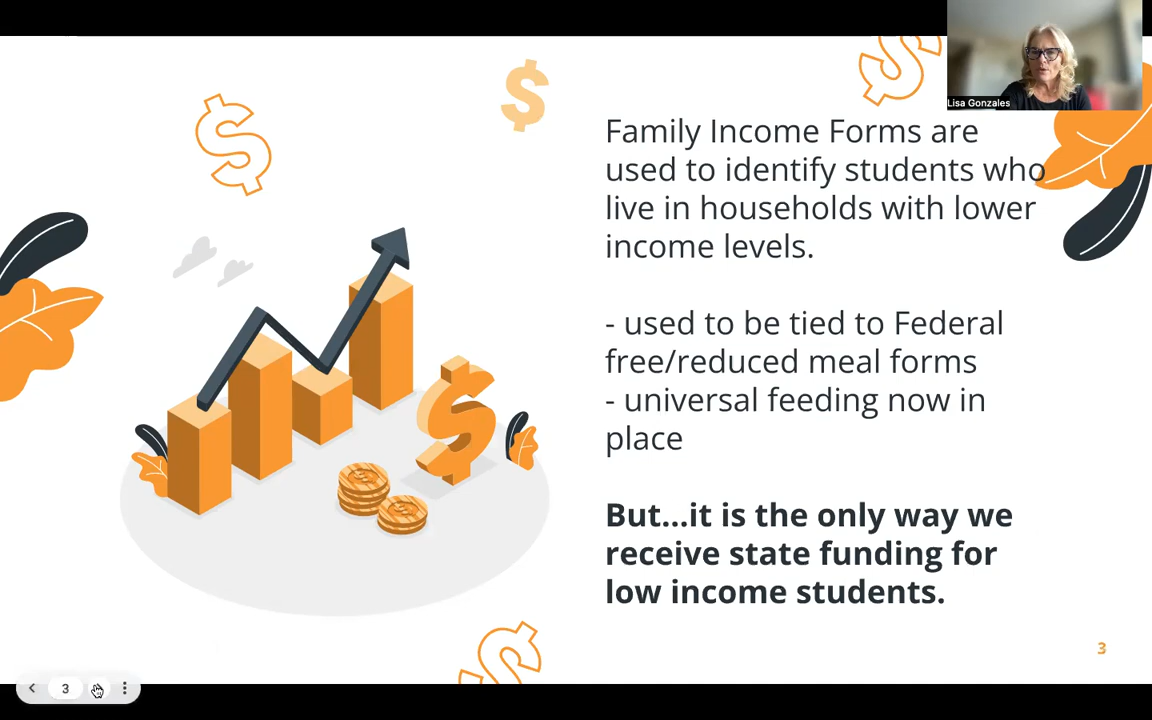 Lisa Gonzales
Family Income Forms are
used to identify students who
live in households with lower
income levels.
- used to be tied to Federal
free/reduced meal forms
- universal feeding now in
place
But...it is the only way we
receive state funding for
low income students.
3
3